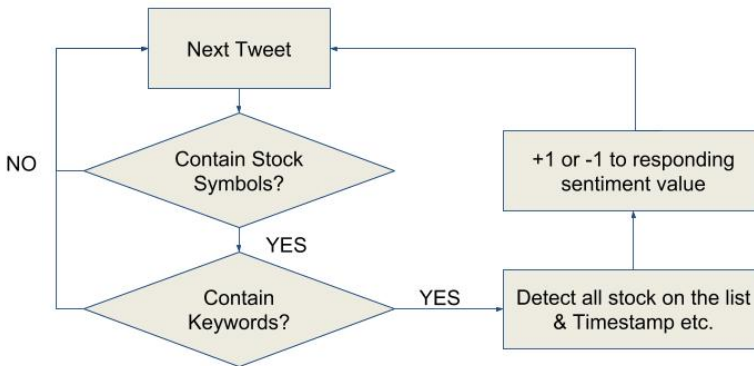 Next Tweet
NO
Contain Stock
Symbols?
+1 or -1 to responding
sentiment value
YES
Contain
Keywords?
YES
Detect all stock on the list
& Timestamp etc.